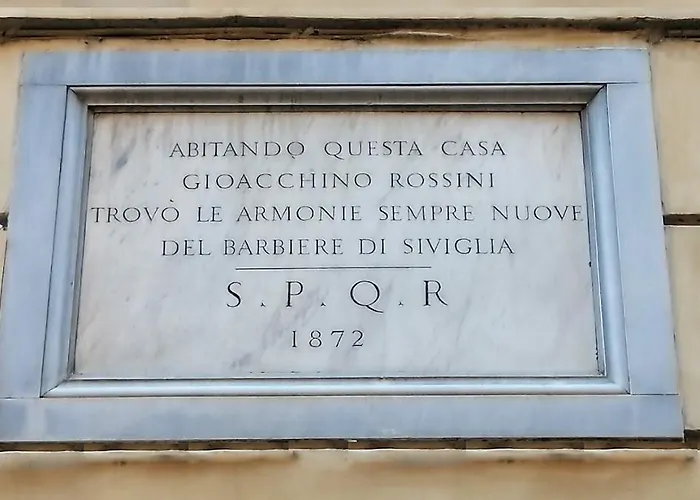 ABITANDO QUESTA CASA
GIOACCHINO ROSSINI
TROVÒ LE ARMONIE SEMPRE NUOVE
DEL BARBIERE DI SIVIGLIA
S.P.Q.R
1872